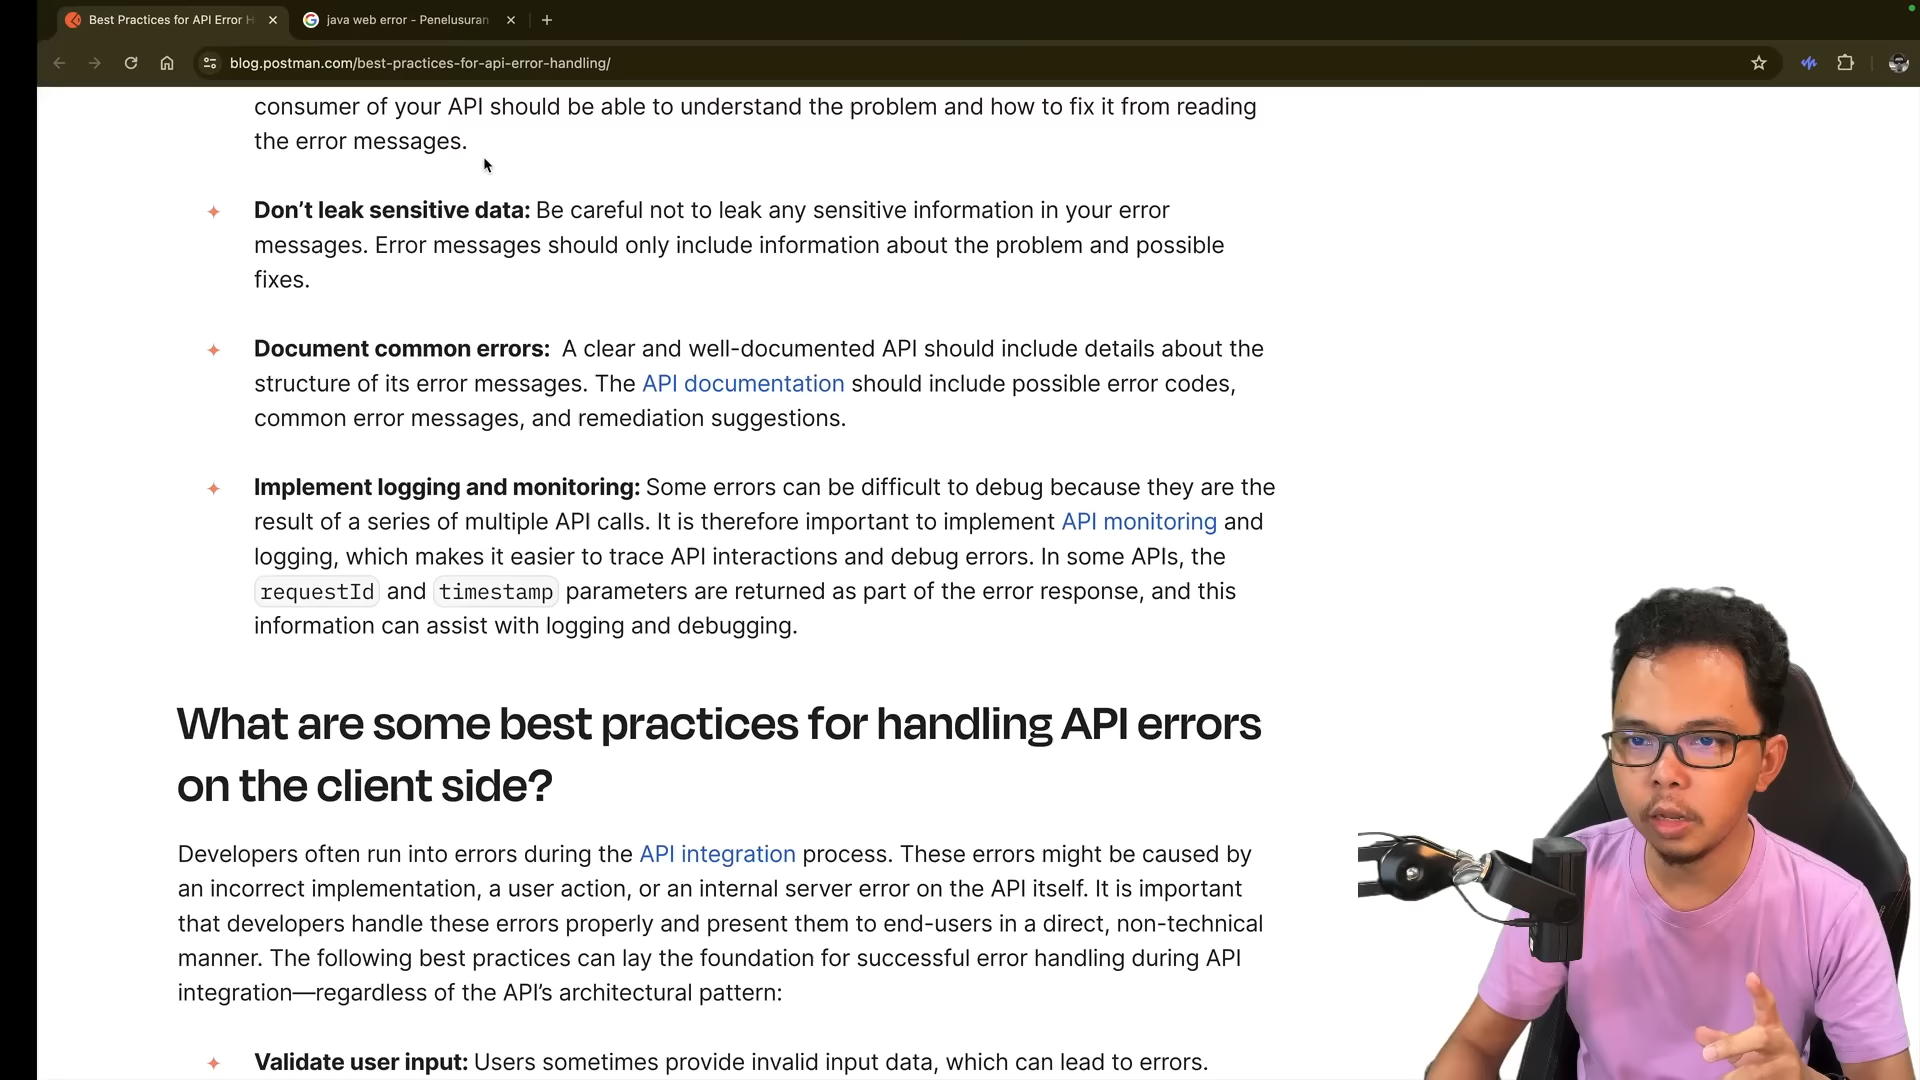 Best Practices for API Error H
java web error - Penelusuran
blog.postman.com/best-practices-for-api-error-handling/
consumer of your API should be able to understand the problem and how to fix it from reading
the error messages.
Don’t leak sensitive data: Be careful not to leak any sensitive information in your error
messages. Error messages should only include information about the problem and possible
fixes.
Document common errors: A clear and well-documented API should include details about the
structure of its error messages. The API documentation should include possible error codes,
common error messages, and remediation suggestions.
Implement logging and monitoring: Some errors can be difficult to debug because they are the
result of a series of multiple API calls. It is therefore important to implement API monitoring and
logging, which makes it easier to trace API interactions and debug errors. In some APIs, the
requestId and timestamp parameters are returned as part of the error response, and this
information can assist with logging and debugging.
What are some best practices for handling API errors
on the client side?
Developers often run into errors during the API integration process. These errors might be caused by
an incorrect implementation, a user action, or an internal server error on the API itself. It is important
that developers handle these errors properly and present them to end-users in a direct, non-technical
manner. The following best practices can lay the foundation for successful error handling during API
integration—regardless of the API’s architectural pattern:
Validate user input: Users sometimes provide invalid input data, which can lead to errors.